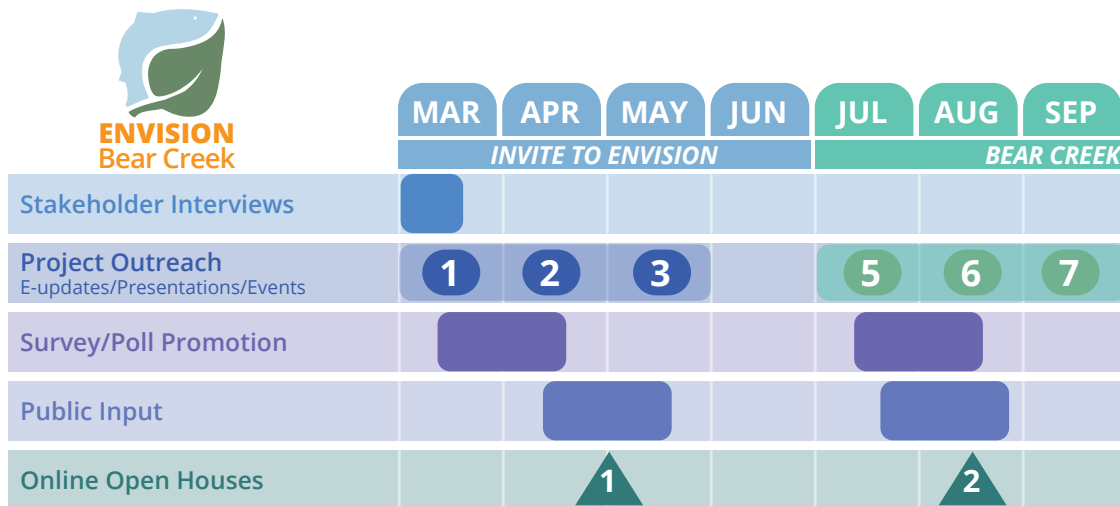 ENVISION
Bear Creek
MAR APR MAY JUN JUL AUG SEP
INVITE TO ENVISION BEAR CREEK
Stakeholder Interviews
Project Outreach
E-updates/Presentations/Events
1 2 3 5 6 7
Survey/Poll Promotion
Public Input
Online Open Houses
1 2